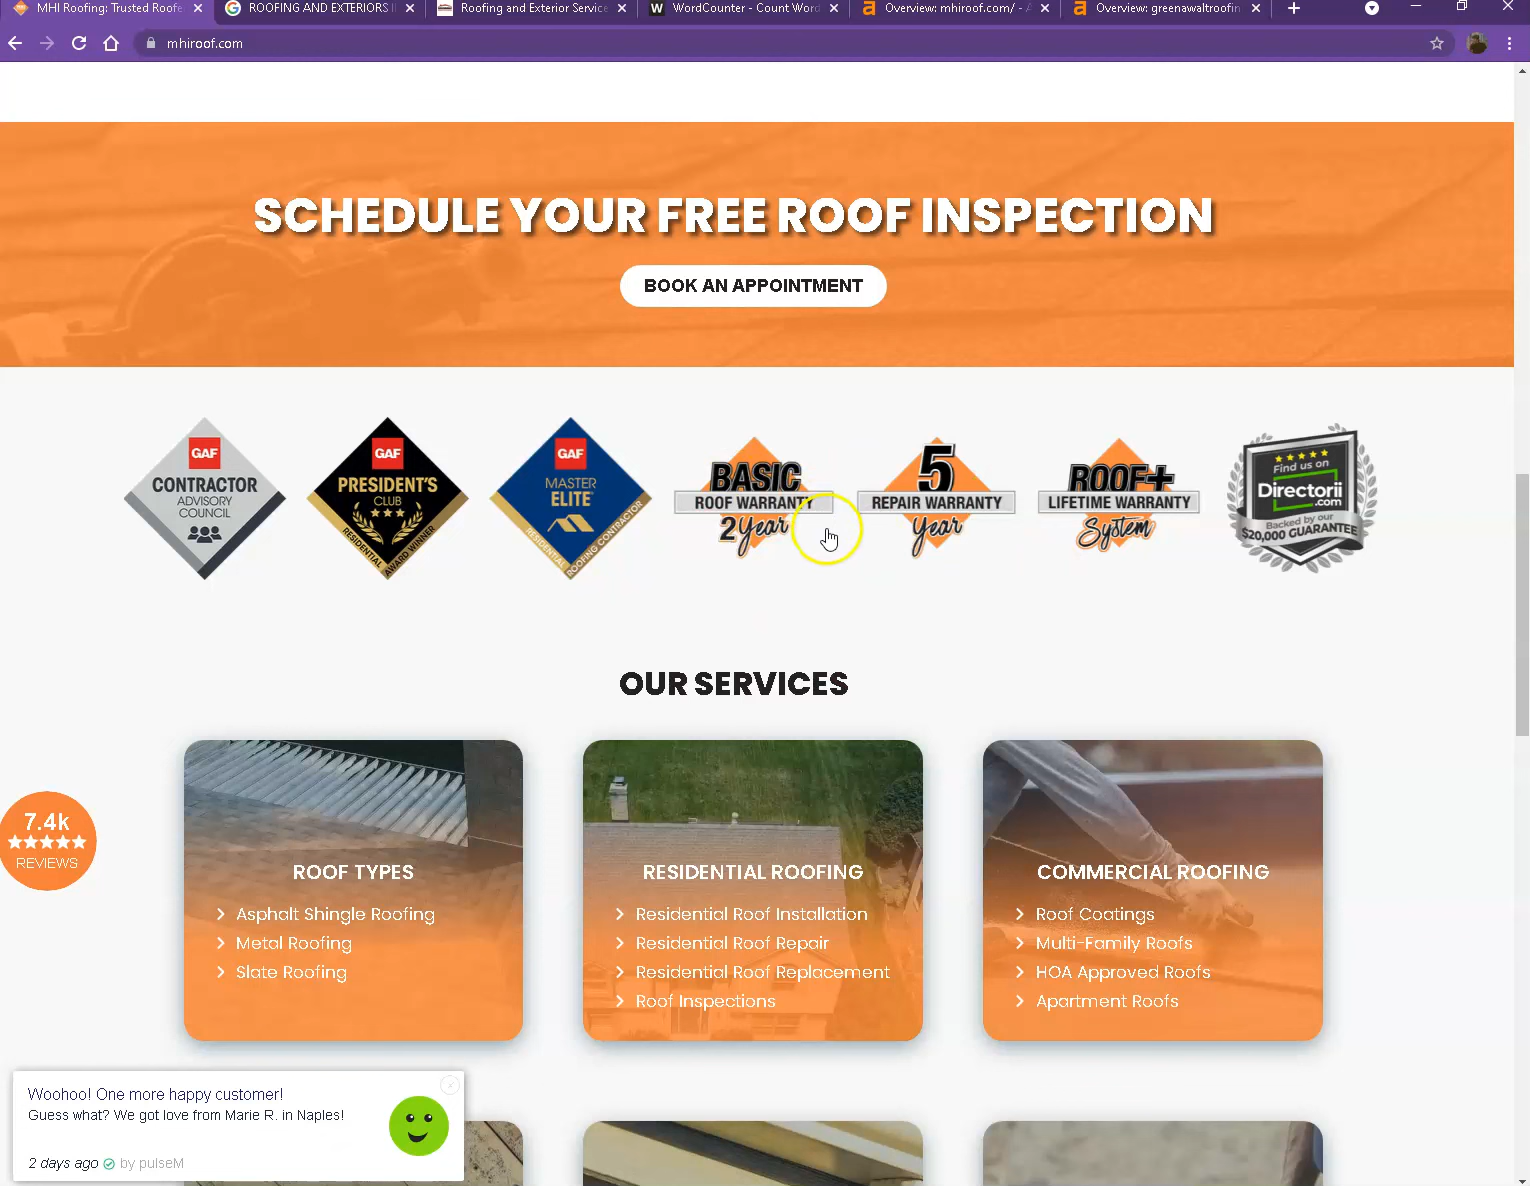 MHI Roofing: Trusted Roofe
ROOFING AND EXTERIORS I
Roofing and Exterior Service
WordCounter - Count Word
Overview: mhiroof.com/ - A
Overview: greenawaltroofin
mhiroof.com
SCHEDULE YOUR FREE ROOF INSPECTION
BOOK AN APPOINTMENT
GAF
CONTRACTOR
ADVISORY
COUNCIL
GAF
PRESIDENT'S
CLUB
RESIDENTIAL AWARD WINNER
GAF
MASTER
ELITE®
RESIDENTIAL ROOFING CONTRACTOR
BASIC
ROOF WARRANTY
2 Year
5
REPAIR WARRANTY
year
ROOF+
LIFETIME WARRANTY
System
Find us on
Directorii
.com
Backed by our
$20,000 GUARANTEE
OUR SERVICES
7.4k
REVIEWS
ROOF TYPES
Asphalt Shingle Roofing
Metal Roofing
Slate Roofing
RESIDENTIAL ROOFING
Residential Roof Installation
Residential Roof Repair
Residential Roof Replacement
Roof Inspections
COMMERCIAL ROOFING
Roof Coatings
Multi-Family Roofs
HOA Approved Roofs
Apartment Roofs
Woohoo! One more happy customer!
Guess what? We got love from Marie R. in Naples!
2 days ago by pulseM